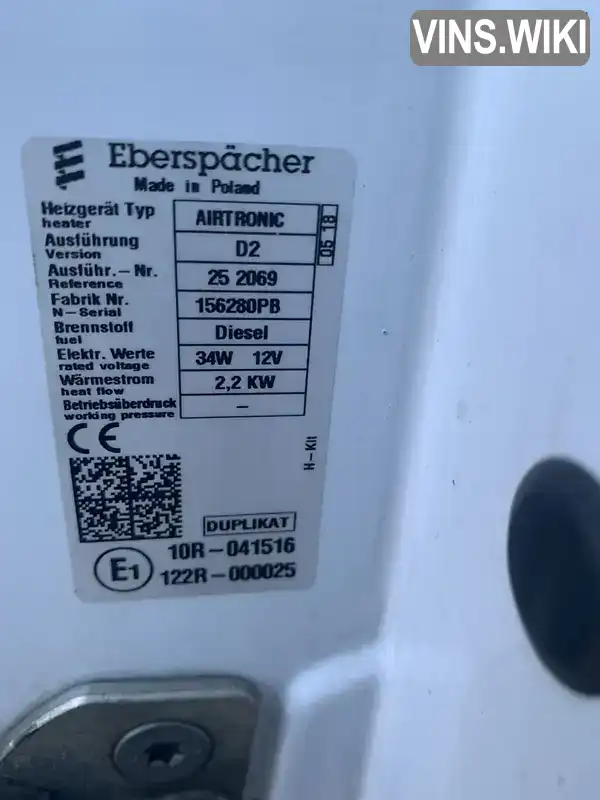 VINS.WIKI
Eberspächer
Made in Poland
Heizgerät Typ AIRTRONIC
heater
Ausführung D2
Version
Ausführ.-Nr. 25 2069
Reference
Fabrik Nr. 156280PB
N-Serial
Brennstoff Diesel
fuel
Elektr. Werte 34W 12V
rated voltage
Wärmestrom 2,2 KW
heat flow
Betriebsüberdruck -
working pressure
05 18
CE
H-Kit
DUPLIKAT
E1
10R-041516
122R-000025